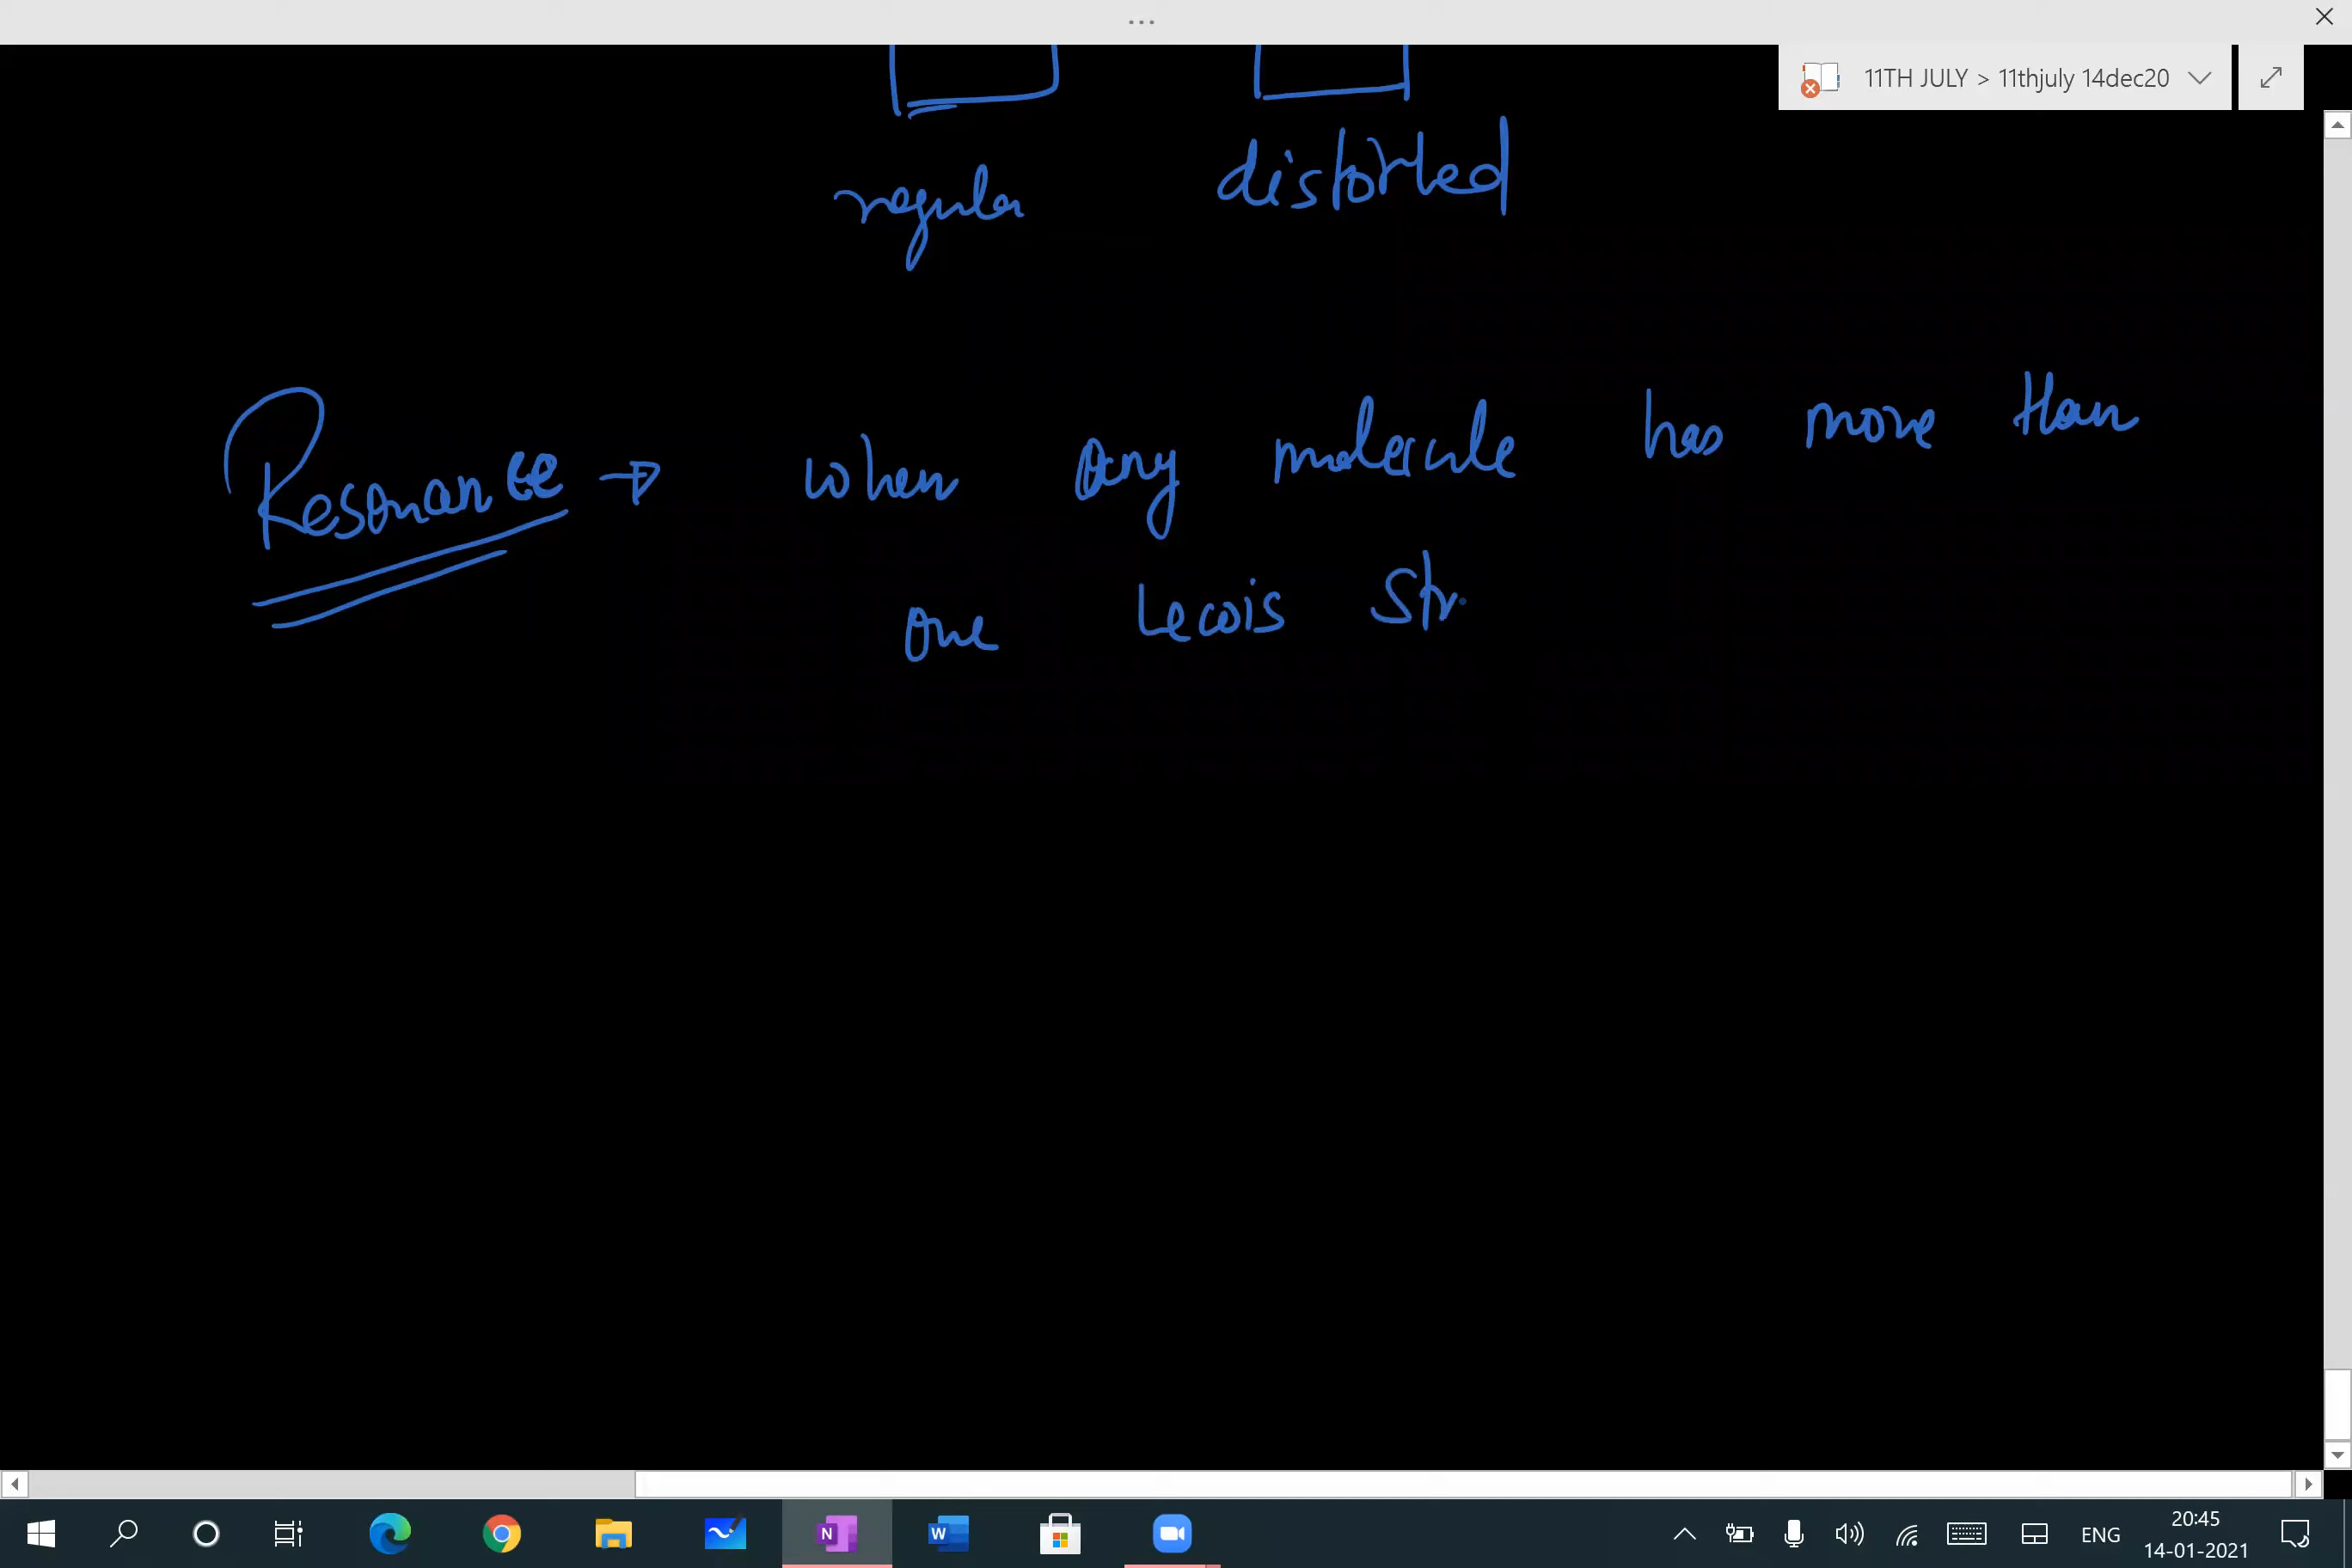 ...
11TH JULY > 11thjuly 14dec20
regular distorted
Resonance → when any molecule has more than
one Lewis Str
N
W
ENG
20:45
14-01-2021